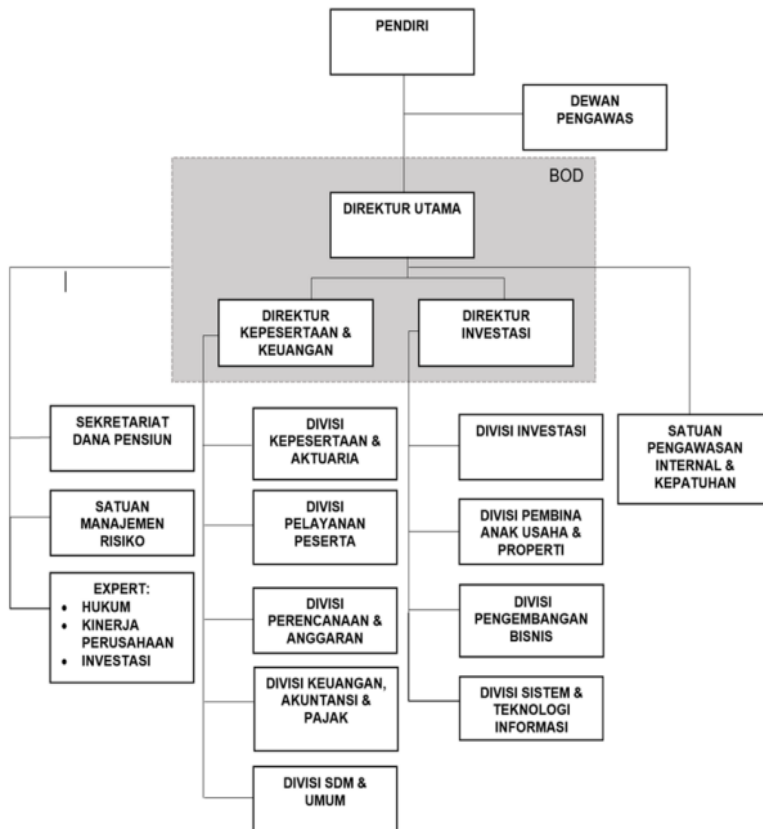 PENDIRI
DEWAN
PENGAWAS
BOD
DIREKTUR UTAMA
DIREKTUR
KEPESERTAAN &
KEUANGAN
DIREKTUR
INVESTASI
SEKRETARIAT
DANA PENSIUN
SATUAN
MANAJEMEN
RISIKO
EXPERT:
• HUKUM
• KINERJA
PERUSAHAAN
• INVESTASI
DIVISI
KEPESERTAAN &
AKTUARIA
DIVISI
PELAYANAN
PESERTA
DIVISI
PERENCANAAN &
ANGGARAN
DIVISI KEUANGAN,
AKUNTANSI &
PAJAK
DIVISI SDM &
UMUM
DIVISI INVESTASI
DIVISI PEMBINA
ANAK USAHA &
PROPERTI
DIVISI
PENGEMBANGAN
BISNIS
DIVISI SISTEM &
TEKNOLOGI
INFORMASI
SATUAN
PENGAWASAN
INTERNAL &
KEPATUHAN